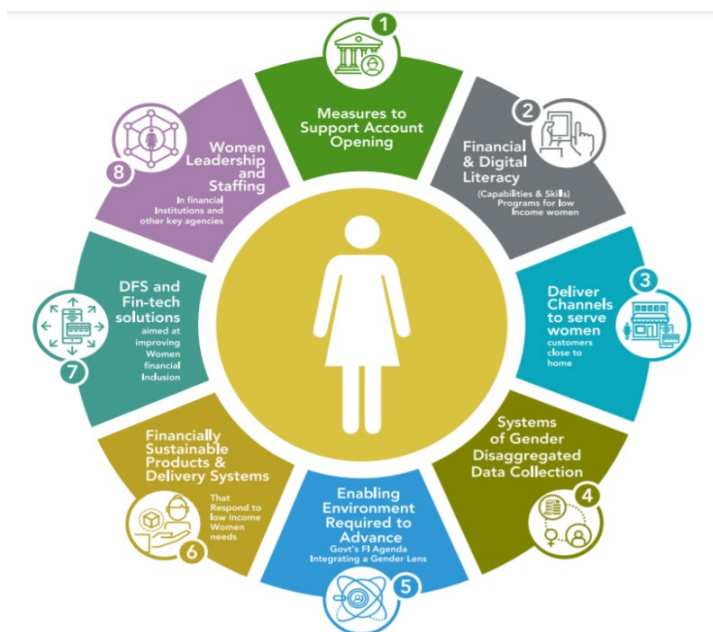 1
Measures to
Support Account
Opening
2
Financial
& Digital
Literacy
(Capabilities & Skills)
Programs for low
Income women
3
Deliver
Channels
to serve
women
customers
close to
home
4
Systems
of Gender
Disaggregated
Data Collection
5
Enabling
Environment
Required to
Advance
Govt's FI Agenda
Integrating a Gender Lens
6
Financially
Sustainable
Products &
Delivery Systems
That
Respond to
low income
Women
needs
7
DFS and
Fin-tech
solutions
aimed at
improving
Women
financial
Inclusion
8
Women
Leadership
and
Staffing
In financial
Institutions and
other key agencies